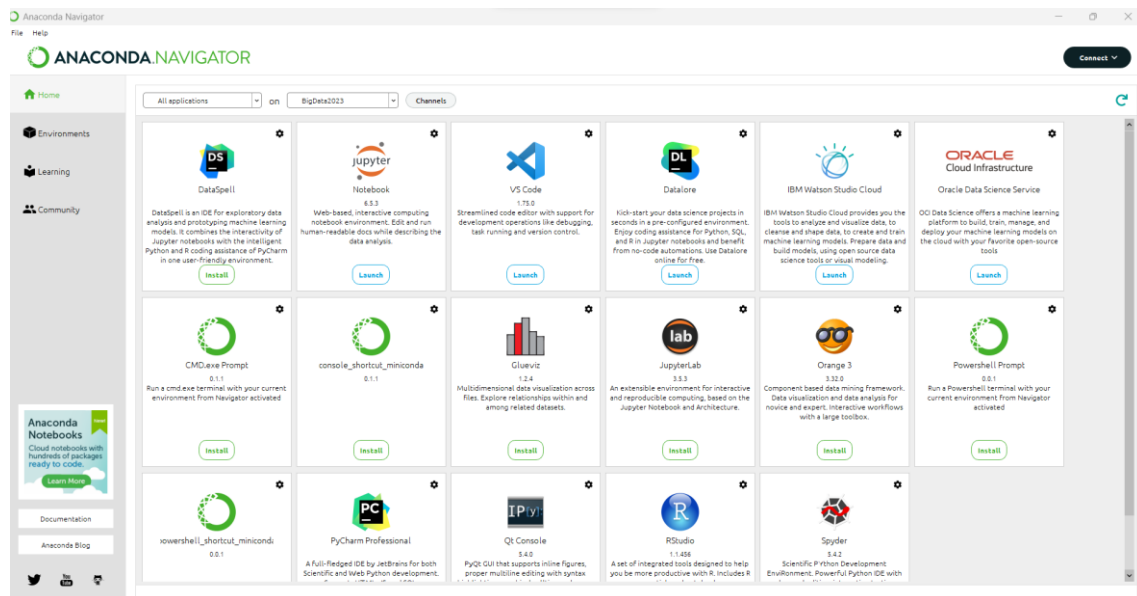 Anaconda Navigator
File Help
ANACONDA.NAVIGATOR
Connect
Home
All applications
on
BigData2023
Channels
Environments
Learning
Community
DS
DataSpell
DataSpell is an IDE for exploratory data
analysis and prototyping machine learning
models. It combines the interactivity of
Jupyter notebooks with the intelligent
Python and R coding assistance of PyCharm
in one user-friendly environment.
Install
jupyter
Notebook
6.5.3
Web-based, interactive computing
notebook environment. Edit and run
human-readable docs while describing the
data analysis.
Launch
VS Code
1.75.0
Streamlined code editor with support for
development operations like debugging,
task running and version control.
Launch
DL
Datalore
Kick-start your data science projects in
seconds in a pre-configured environment.
Enjoy coding assistance for Python, SQL,
and R in Jupyter notebooks and benefit
from no-code automations. Use Datalore
online for free.
Launch
IBM Watson Studio Cloud
IBM Watson Studio Cloud provides you the
tools to analyze and visualize data, to
cleanse and shape data, to create and train
machine learning models. Prepare data and
build models, using open source data
science tools or visual modeling.
Launch
ORACLE
Cloud Infrastructure
Oracle Data Science Service
OCI Data Science offers a machine learning
platform to build, train, manage, and
deploy your machine learning models on
the cloud with your favorite open-source
tools
Launch
CMD.exe Prompt
0.1.1
Run a cmd.exe terminal with your current
environment from Navigator activated
Install
console_shortcut_miniconda
0.1.1
Install
Glueviz
1.2.4
Multidimensional data visualization across
files. Explore relationships within and
among related datasets.
Install
lab
JupyterLab
3.5.3
An extensible environment for interactive
and reproducible computing, based on the
Jupyter Notebook and Architecture.
Install
Orange 3
3.32.0
Component based data mining framework.
Data visualization and data analysis for
novice and expert. Interactive workflows
with a large toolbox.
Install
Powershell Prompt
0.0.1
Run a Powershell terminal with your
current environment from Navigator
activated
Install
Anaconda
Notebooks
Cloud notebooks with
hundreds of packages
ready to code.
Learn More
Documentation
Anaconda Blog
You
Tube
powershell_shortcut_miniconda
0.0.1
PC
PyCharm Professional
A full-fledged IDE by JetBrains for both
Scientific and Web Python development.
IP[y]:
Qt Console
5.4.0
PyQt GUI that supports inline figures,
proper multiline editing with syntax
R
RStudio
1.1.456
A set of integrated tools designed to help
you be more productive with R. Includes R
Spyder
5.4.2
Scientific PYthon Development
EnviRonment. Powerful Python IDE with